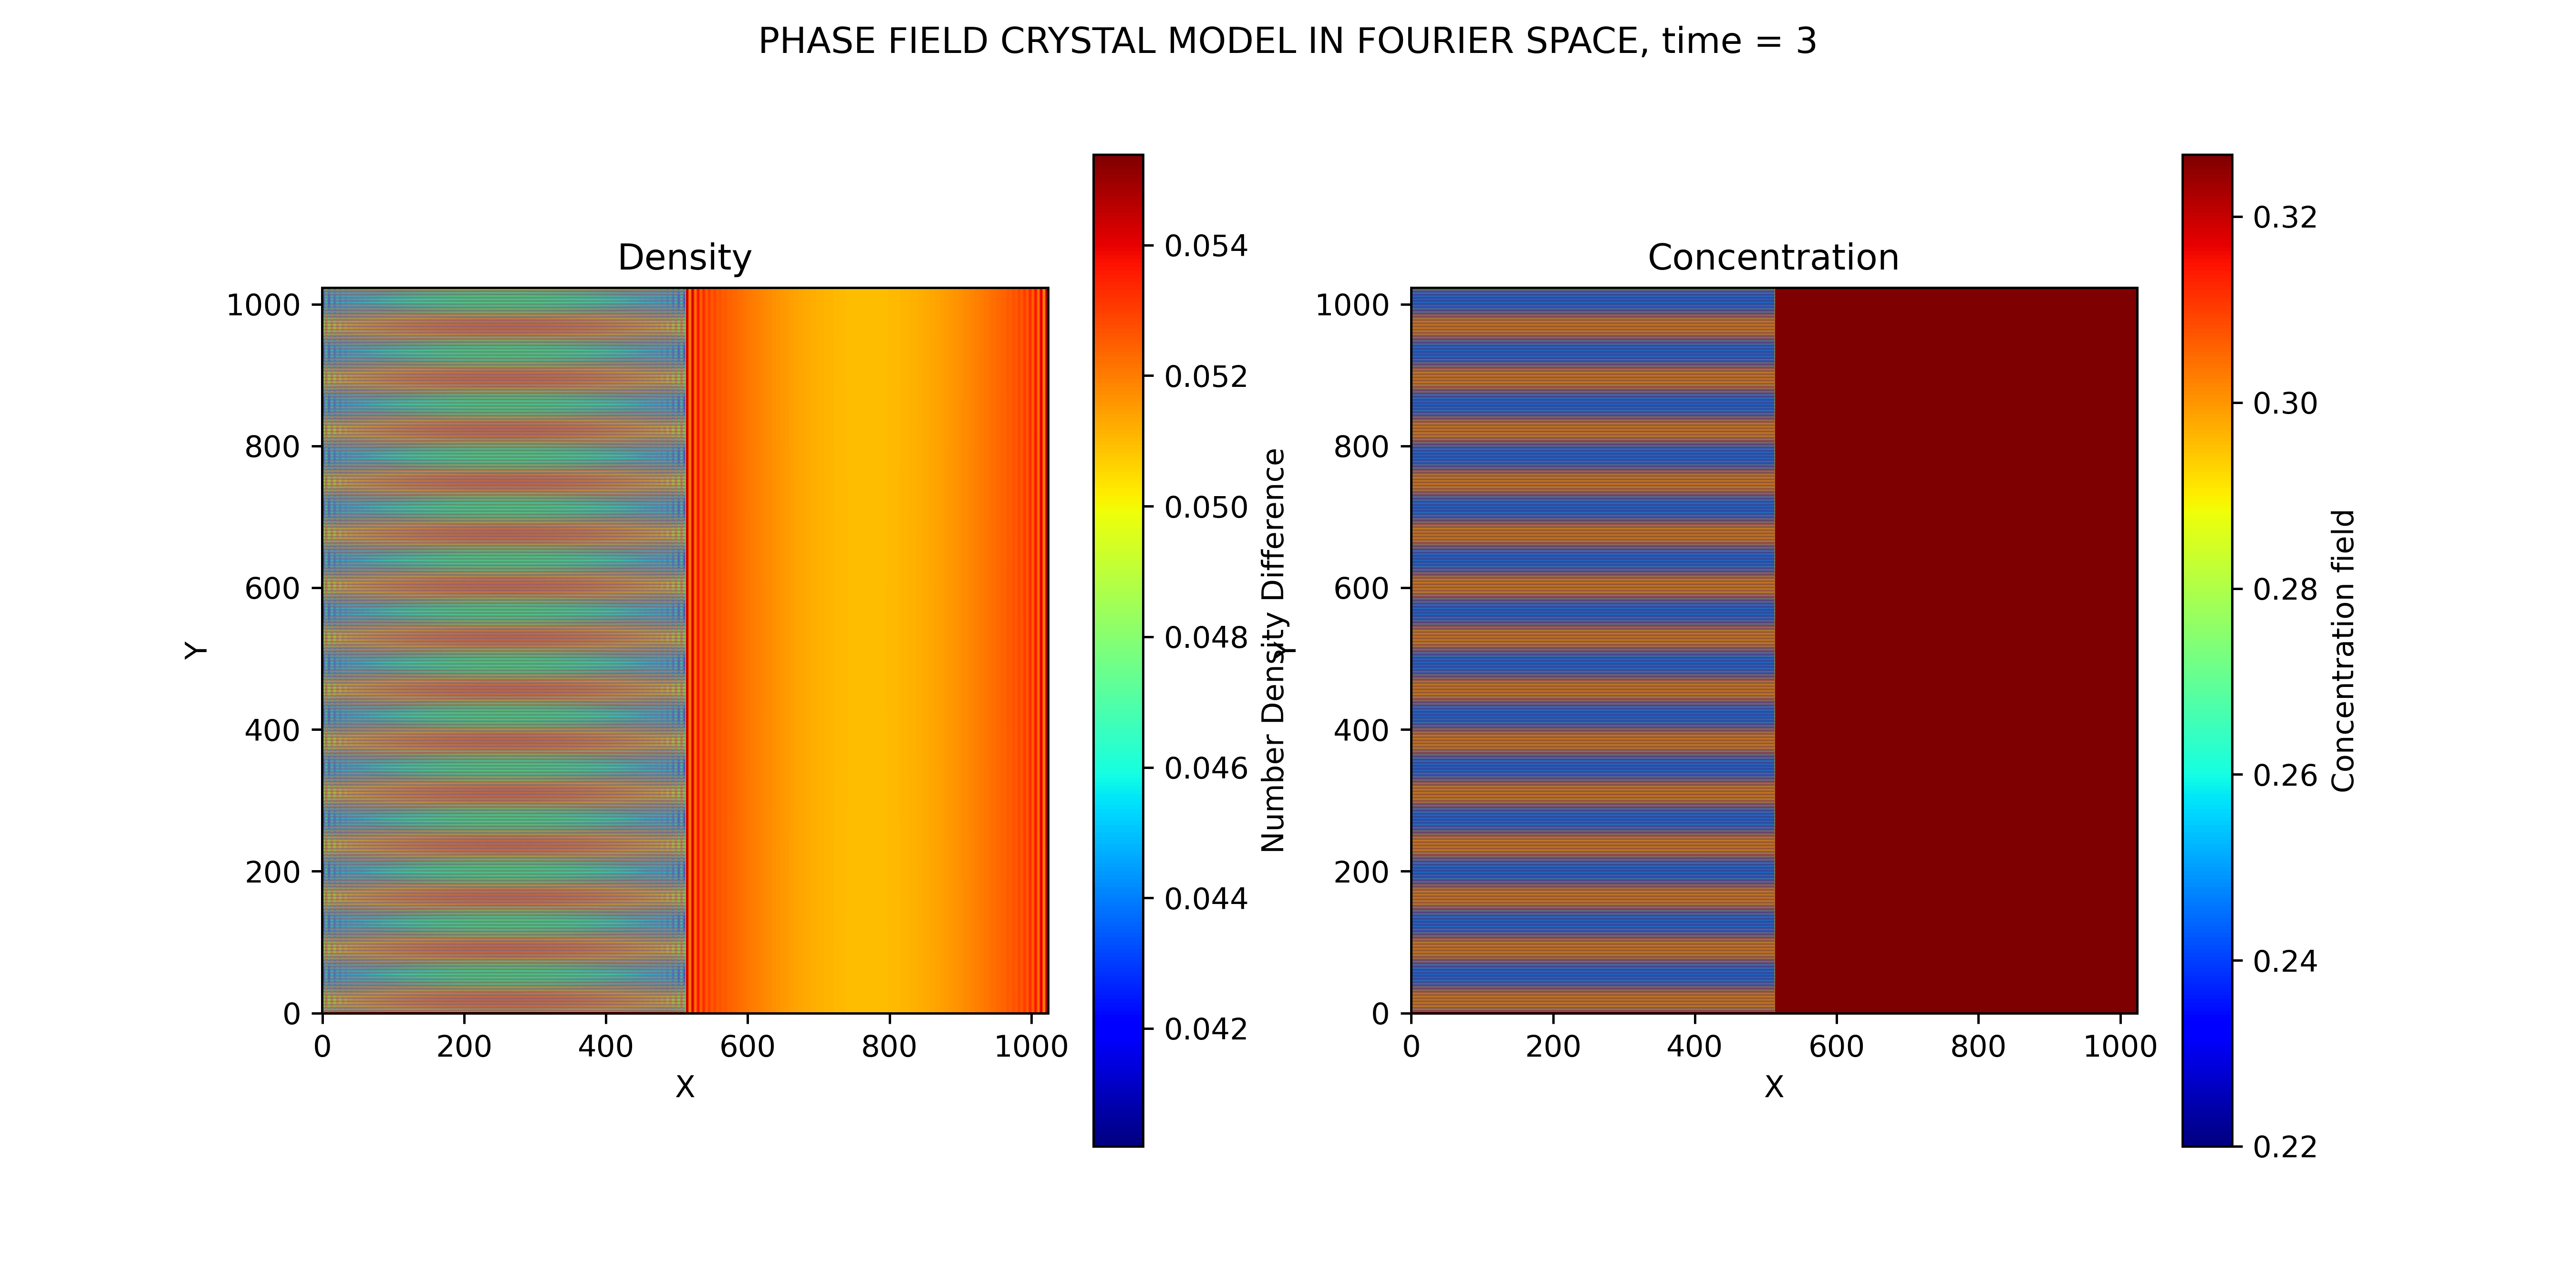 PHASE FIELD CRYSTAL MODEL IN FOURIER SPACE, time = 3
Density
1000
800
600
400
200
0
Y
0 200 400 600 800 1000
X
0.054
0.052
0.050
0.048
0.046
0.044
0.042
Number Density Difference
Concentration
1000
800
600
400
200
0
Y
0 200 400 600 800 1000
X
0.32
0.30
0.28
0.26
0.24
0.22
Concentration field